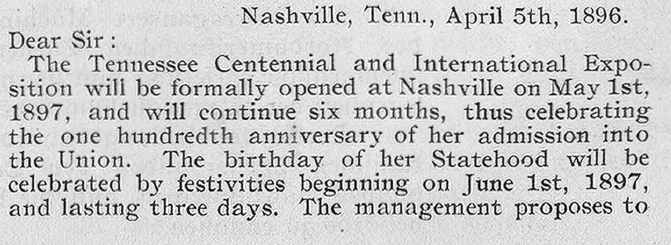 Nashville, Tenn., April 5th, 1896.
Dear Sir:
The Tennessee Centennial and International Expo-
sition will be formally opened at Nashville on May 1st,
1897, and will continue six months, thus celebrating
the one hundredth anniversary of her admission into
the Union. The birthday of her Statehood will be
celebrated by festivities beginning on June 1st, 1897,
and lasting three days. The management proposes to